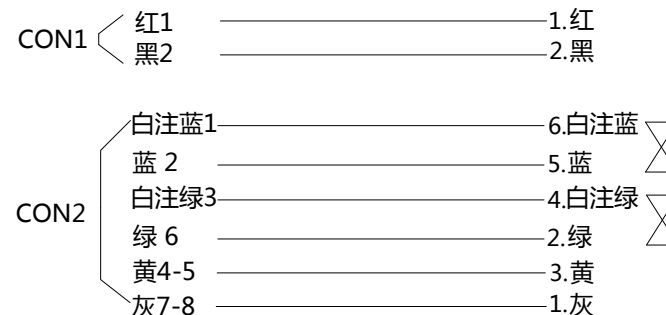 CON1
红1 1.红
黑2 2.黑
CON2
白注蓝1 6.白注蓝
蓝 2 5.蓝
白注绿3 4.白注绿
绿 6 2.绿
黄4-5 3.黄
灰7-8 1.灰